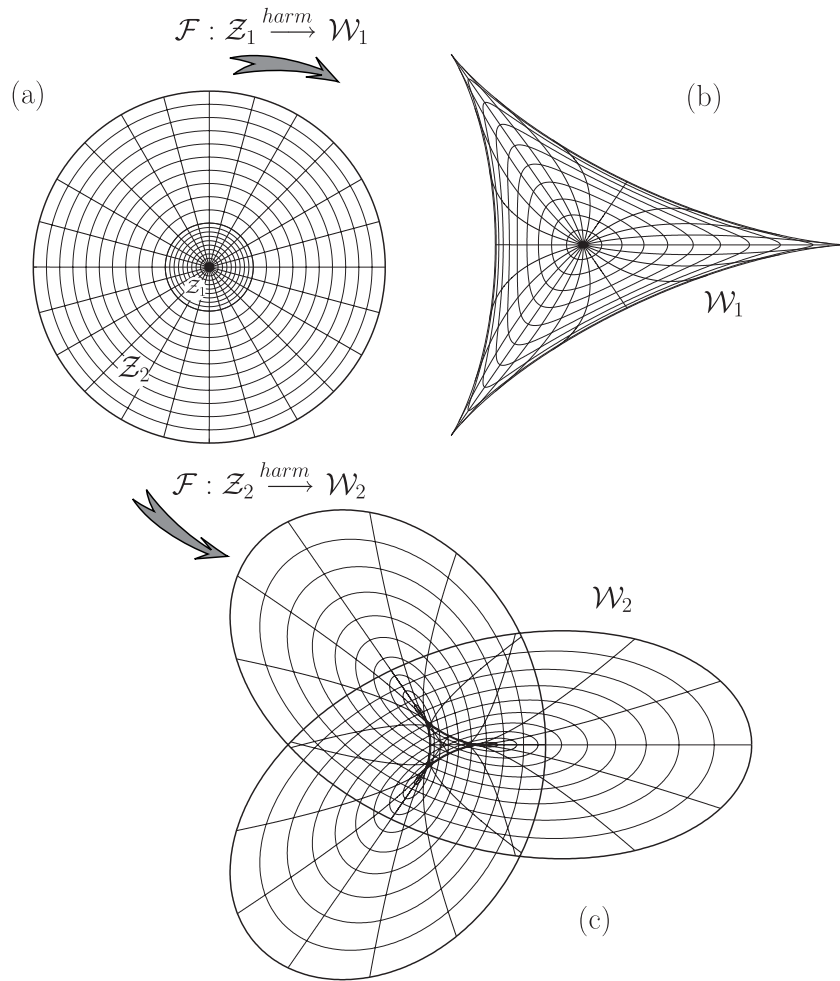 𝓕 : 𝓩₁ harm⟶ 𝓦₁
(a)
(b)
𝓩₁
𝓦₁
𝓩₂
𝓕 : 𝓩₂ harm⟶ 𝓦₂
𝓦₂
(c)